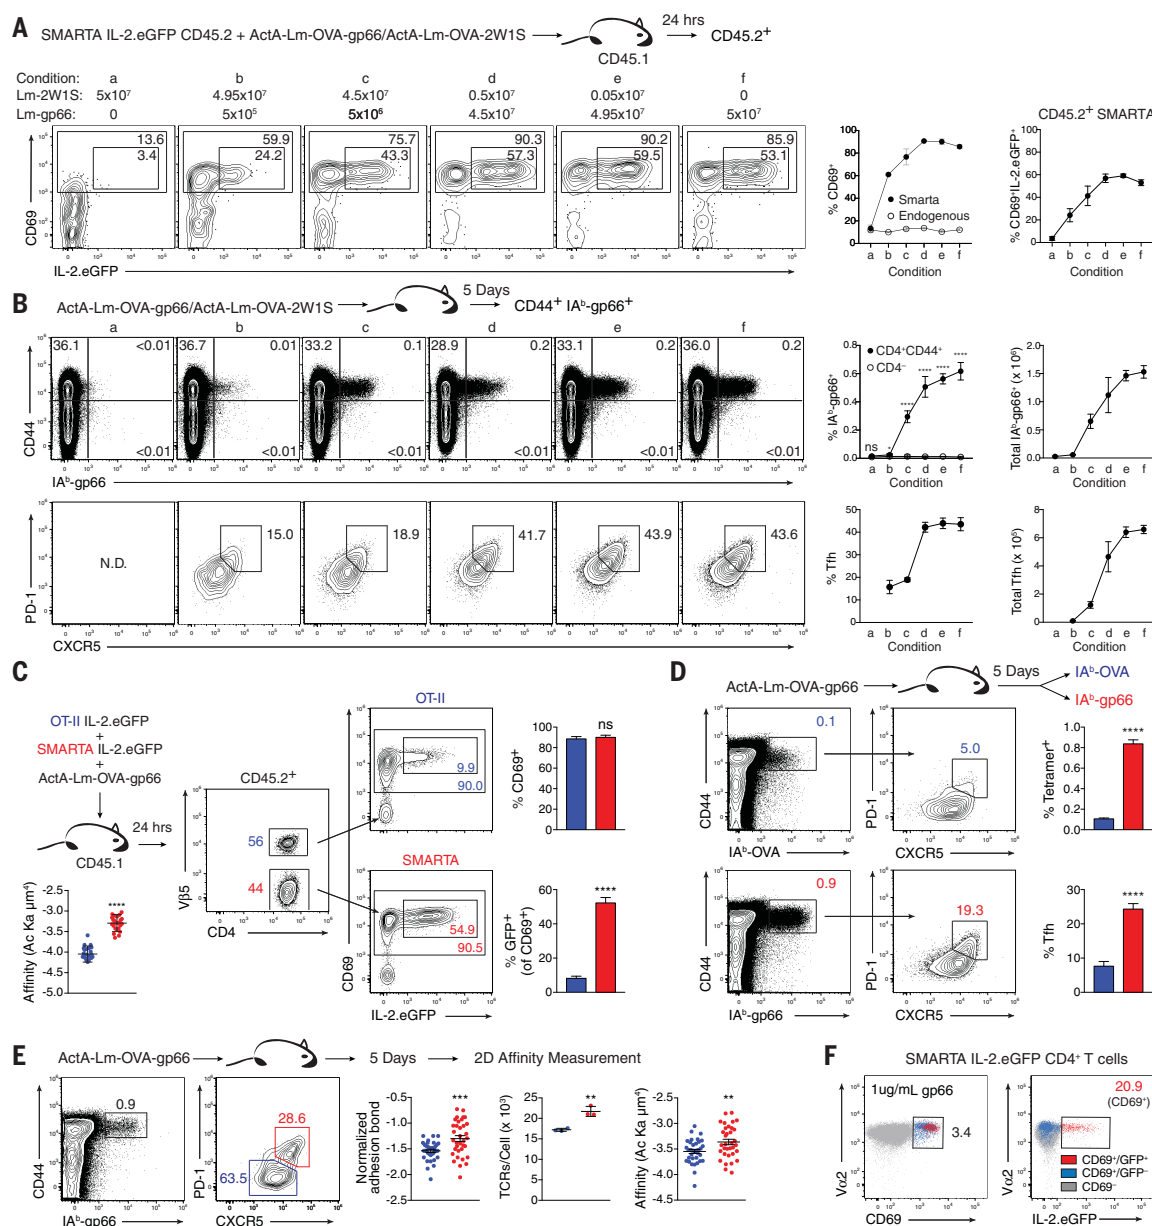 A
SMARTA IL-2.eGFP CD45.2 + ActA-Lm-OVA-gp66/ActA-Lm-OVA-2W1S
24 hrs
CD45.2⁺
CD45.1
Condition: a b c d e f
Lm-2W1S: 5x10⁷ 4.95x10⁷ 4.5x10⁷ 0.5x10⁷ 0.05x10⁷ 0
Lm-gp66: 0 5x10⁵ 5x10⁶ 4.5x10⁷ 4.95x10⁷ 5x10⁷
13.6 59.9 75.7 90.3 90.2 85.9
3.4 24.2 43.3 57.3 59.5 53.1
CD69
IL-2.eGFP
% CD69⁺
Smarta
Endogenous
a b c d e f
Condition
CD45.2⁺ SMARTA
% CD69⁺IL-2.eGFP⁺
a b c d e f
Condition
B
ActA-Lm-OVA-gp66/ActA-Lm-OVA-2W1S
5 Days
CD44⁺ IAᵇ-gp66⁺
a b c d e f
36.1 <0.01 36.7 0.01 33.2 0.1 28.9 0.2 33.1 0.2 36.0 0.2
<0.01 <0.01 <0.01 <0.01 <0.01 <0.01
CD44
IAᵇ-gp66
% IAᵇ-gp66⁺
CD4⁺CD44⁺
CD4⁻
ns * **** **** **** ****
a b c d e f
Condition
Total IAᵇ-gp66⁺ (x 10⁶)
a b c d e f
Condition
N.D. 15.0 18.9 41.7 43.9 43.6
PD-1
CXCR5
% Tfh
a b c d e f
Condition
Total Tfh (x 10⁵)
a b c d e f
Condition
C
OT-II IL-2.eGFP
+
SMARTA IL-2.eGFP
+
ActA-Lm-OVA-gp66
24 hrs
CD45.1
CD45.2⁺
56
44
Vβ5
CD4
Affinity (Ac Ka μm⁴)
****
OT-II
9.9
90.0
SMARTA
54.9
90.5
CD69
IL-2.eGFP
% CD69⁺
ns
% GFP⁺
(of CD69⁺)
****
D
ActA-Lm-OVA-gp66
5 Days
IAᵇ-OVA
IAᵇ-gp66
0.1
CD44
IAᵇ-OVA
5.0
PD-1
CXCR5
% Tetramer⁺
****
0.9
CD44
IAᵇ-gp66
19.3
PD-1
CXCR5
% Tfh
****
E
ActA-Lm-OVA-gp66
5 Days
2D Affinity Measurement
0.9
CD44
IAᵇ-gp66
28.6
63.5
PD-1
CXCR5
Normalized
adhesion bond
***
TCRs/Cell (x 10³)
**
Affinity (Ac Ka μm⁴)
**
F
SMARTA IL-2.eGFP CD4⁺ T cells
1ug/mL gp66
3.4
Vα2
CD69
20.9
(CD69⁺)
CD69⁺/GFP⁺
CD69⁺/GFP⁻
CD69⁻
Vα2
IL-2.eGFP